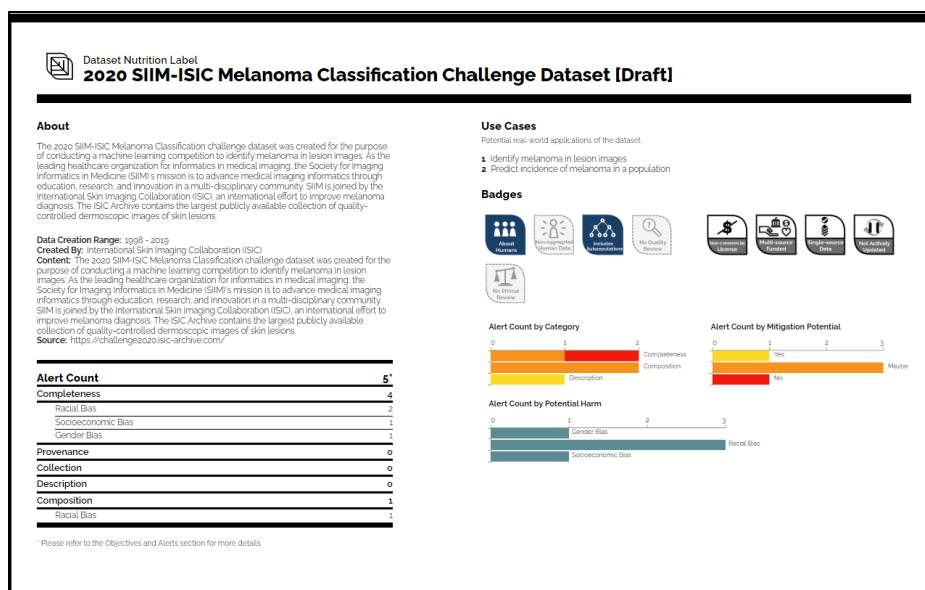 Dataset Nutrition Label
2020 SIIM-ISIC Melanoma Classification Challenge Dataset [Draft]
About
The 2020 SIIM-ISIC Melanoma Classification challenge dataset was created for the purpose
of conducting a machine learning competition to identify melanoma in lesion images. As the
leading healthcare organization for informatics in medical imaging, the Society for Imaging
Informatics in Medicine (SIIM)'s mission is to advance medical imaging informatics through
education, research, and innovation in a multi-disciplinary community. SIIM is joined by the
International Skin Imaging Collaboration (ISIC), an international effort to improve melanoma
diagnosis. The ISIC Archive contains the largest publicly available collection of quality-
controlled dermoscopic images of skin lesions.
Data Creation Range: 1998 - 2019
Created By: International Skin Imaging Collaboration (ISIC)
Content: The 2020 SIIM-ISIC Melanoma Classification challenge dataset was created for the
purpose of conducting a machine learning competition to identify melanoma in lesion
images. As the leading healthcare organization for informatics in medical imaging, the
Society for Imaging Informatics in Medicine (SIIM)'s mission is to advance medical imaging
informatics through education, research, and innovation in a multi-disciplinary community.
SIIM is joined by the International Skin Imaging Collaboration (ISIC), an international effort to
improve melanoma diagnosis. The ISIC Archive contains the largest publicly available
collection of quality-controlled dermoscopic images of skin lesions.
Source: https://challenge2020.isic-archive.com/
Alert Count 5*
Completeness 4
Racial Bias 2
Socioeconomic Bias 1
Gender Bias 1
Provenance 0
Collection 0
Description 0
Composition 1
Racial Bias 1
* Please refer to the Objectives and Alerts section for more details
Use Cases
Potential real-world applications of the dataset
1 Identify melanoma in lesion images
2 Predict incidence of melanoma in a population
Badges
About
Humans
Non-aggregated
Human Data
Includes
Subpopulations
No Quality
Review
Non-commercial
License
Multi-source
Funded
Single-source
Data
Not Actively
Updated
No Ethical
Review
Alert Count by Category
0 1 2
Completeness
Composition
Description
Alert Count by Mitigation Potential
0 1 2 3
Yes
Maybe
No
Alert Count by Potential Harm
0 1 2 3
Gender Bias
Racial Bias
Socioeconomic Bias